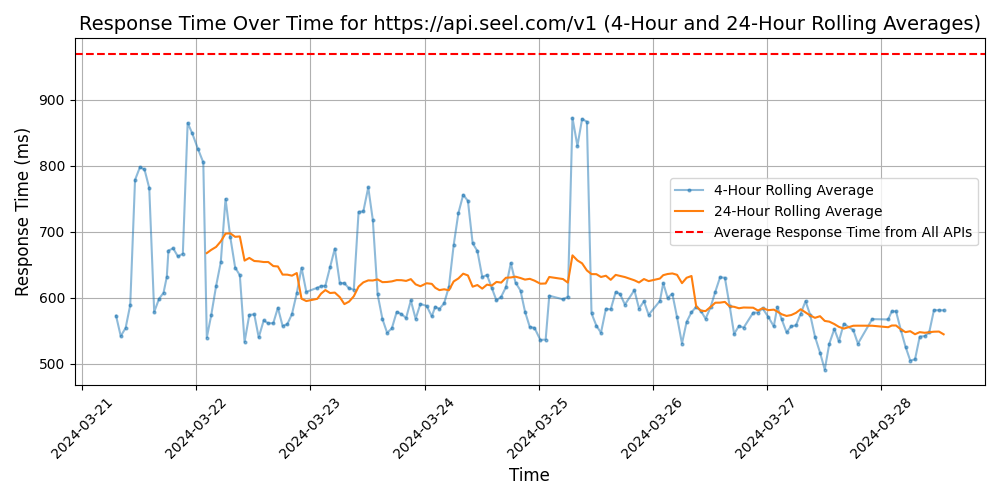 Response Time Over Time for https://api.seel.com/v1 (4-Hour and 24-Hour Rolling Averages)
Response Time (ms)
900
800
700
600
500
4-Hour Rolling Average
24-Hour Rolling Average
Average Response Time from All APIs
2024-03-21
2024-03-22
2024-03-23
2024-03-24
2024-03-25
2024-03-26
2024-03-27
2024-03-28
Time